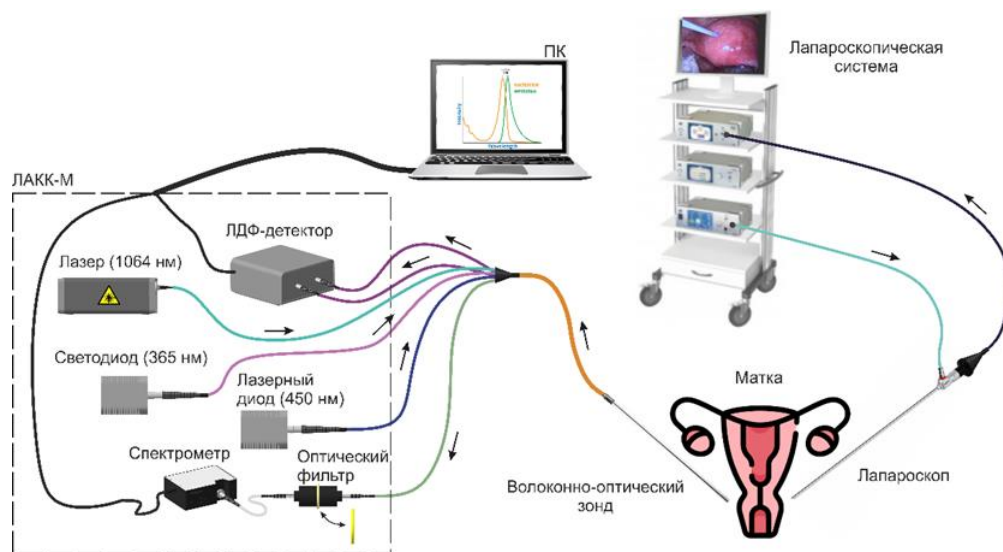 ПК
Лапароскопическая
система
ЛАКК-М
ЛДФ-детектор
Лазер (1064 нм)
Светодиод (365 нм)
Лазерный
диод (450 нм)
Матка
Спектрометр
Оптический
фильтр
Волоконно-оптический
зонд
Лапароскоп